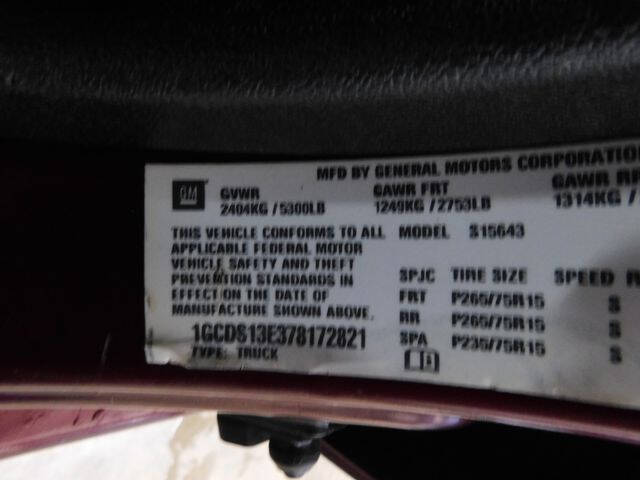 MFD BY GENERAL MOTORS CORPORATION
GM GVWR GAWR FRT GAWR RR
2404KG / 5300LB 1249KG / 2753LB 1314KG /
THIS VEHICLE CONFORMS TO ALL MODEL S15643
APPLICABLE FEDERAL MOTOR
VEHICLE SAFETY AND THEFT
PREVENTION STANDARDS IN SPJC TIRE SIZE SPEED R
EFFECT ON THE DATE OF FRT P265/75R15 S
MANUFACTURE SHOWN ABOVE. RR P265/75R15 S
1GCDS13E378172821 SPA P235/75R15 S
TYPE: TRUCK